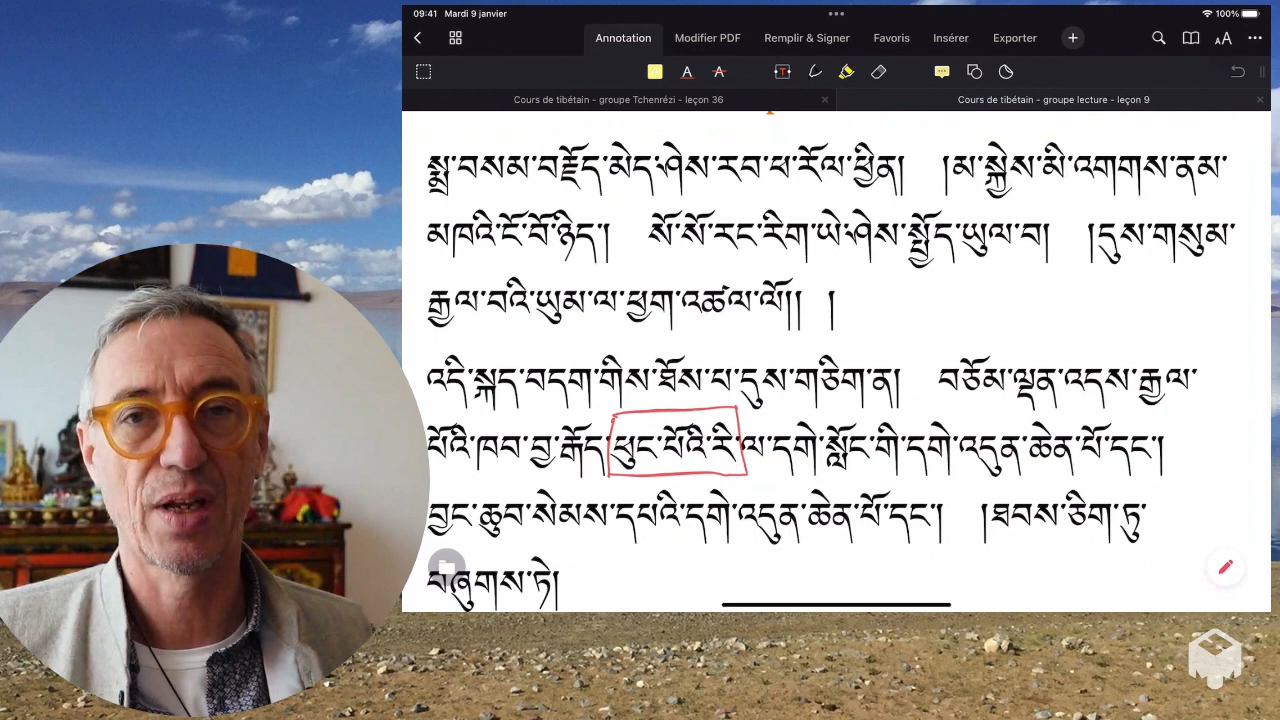 09:41 Mardi 9 janvier
100%
Annotation Modifier PDF Remplir & Signer Favoris Insérer Exporter
Cours de tibétain - groupe Tchenrézi - leçon 36
Cours de tibétain - groupe lecture - leçon 9
སྨྲ་བསམ་བརྗོད་མེད་ཤེས་རབ་ཕ་རོལ་ཕྱིན། །མ་སྐྱེས་མི་འགགས་ནམ་
མཁའི་ངོ་བོ་ཉིད། སོ་སོ་རང་རིག་ཡེ་ཤེས་སྤྱོད་ཡུལ་བ། །དུས་གསུམ་
རྒྱལ་བའི་ཡུམ་ལ་ཕྱག་འཚལ་ལོ།། །
འདི་སྐད་བདག་གིས་ཐོས་པ་དུས་གཅིག་ན། བཅོམ་ལྡན་འདས་རྒྱལ་
པོའི་ཁབ་བྱ་རྒོད་ཕུང་པོའི་རི་ལ་དགེ་སློང་གི་དགེ་འདུན་ཆེན་པོ་དང་།
བྱང་ཆུབ་སེམས་དཔའི་དགེ་འདུན་ཆེན་པོ་དང་། །ཐབས་ཅིག་ཏུ་
བཞུགས་ཏེ།